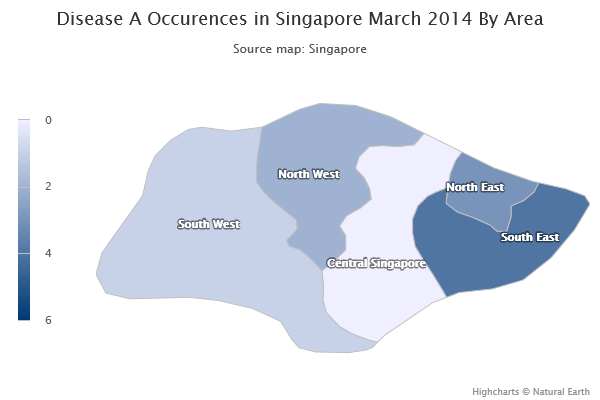 Disease A Occurences in Singapore March 2014 By Area
Source map: Singapore
0
2
4
6
North West
North East
South West
South East
Central Singapore
Highcharts © Natural Earth